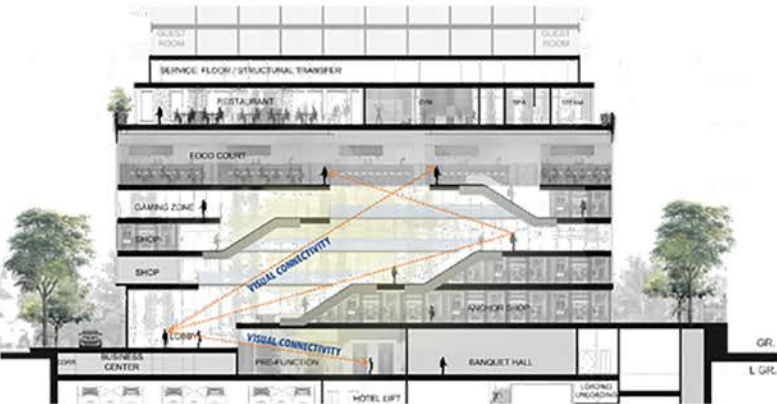 GUEST
ROOM
GUEST
ROOM
SERVICE FLOOR / STRUCTURAL TRANSFER
RESTAURANT
GYM
SPA
STEAM
FOOD COURT
GAMING ZONE
SHOP
SHOP
VISUAL CONNECTIVITY
ANCHOR SHOP
LOBBY
VISUAL CONNECTIVITY
CORR.
BUSINESS
CENTER
PRE-FUNCTION
BANQUET HALL
GR.
L GR.
HOTEL LIFT
LOADING
UNLOADING